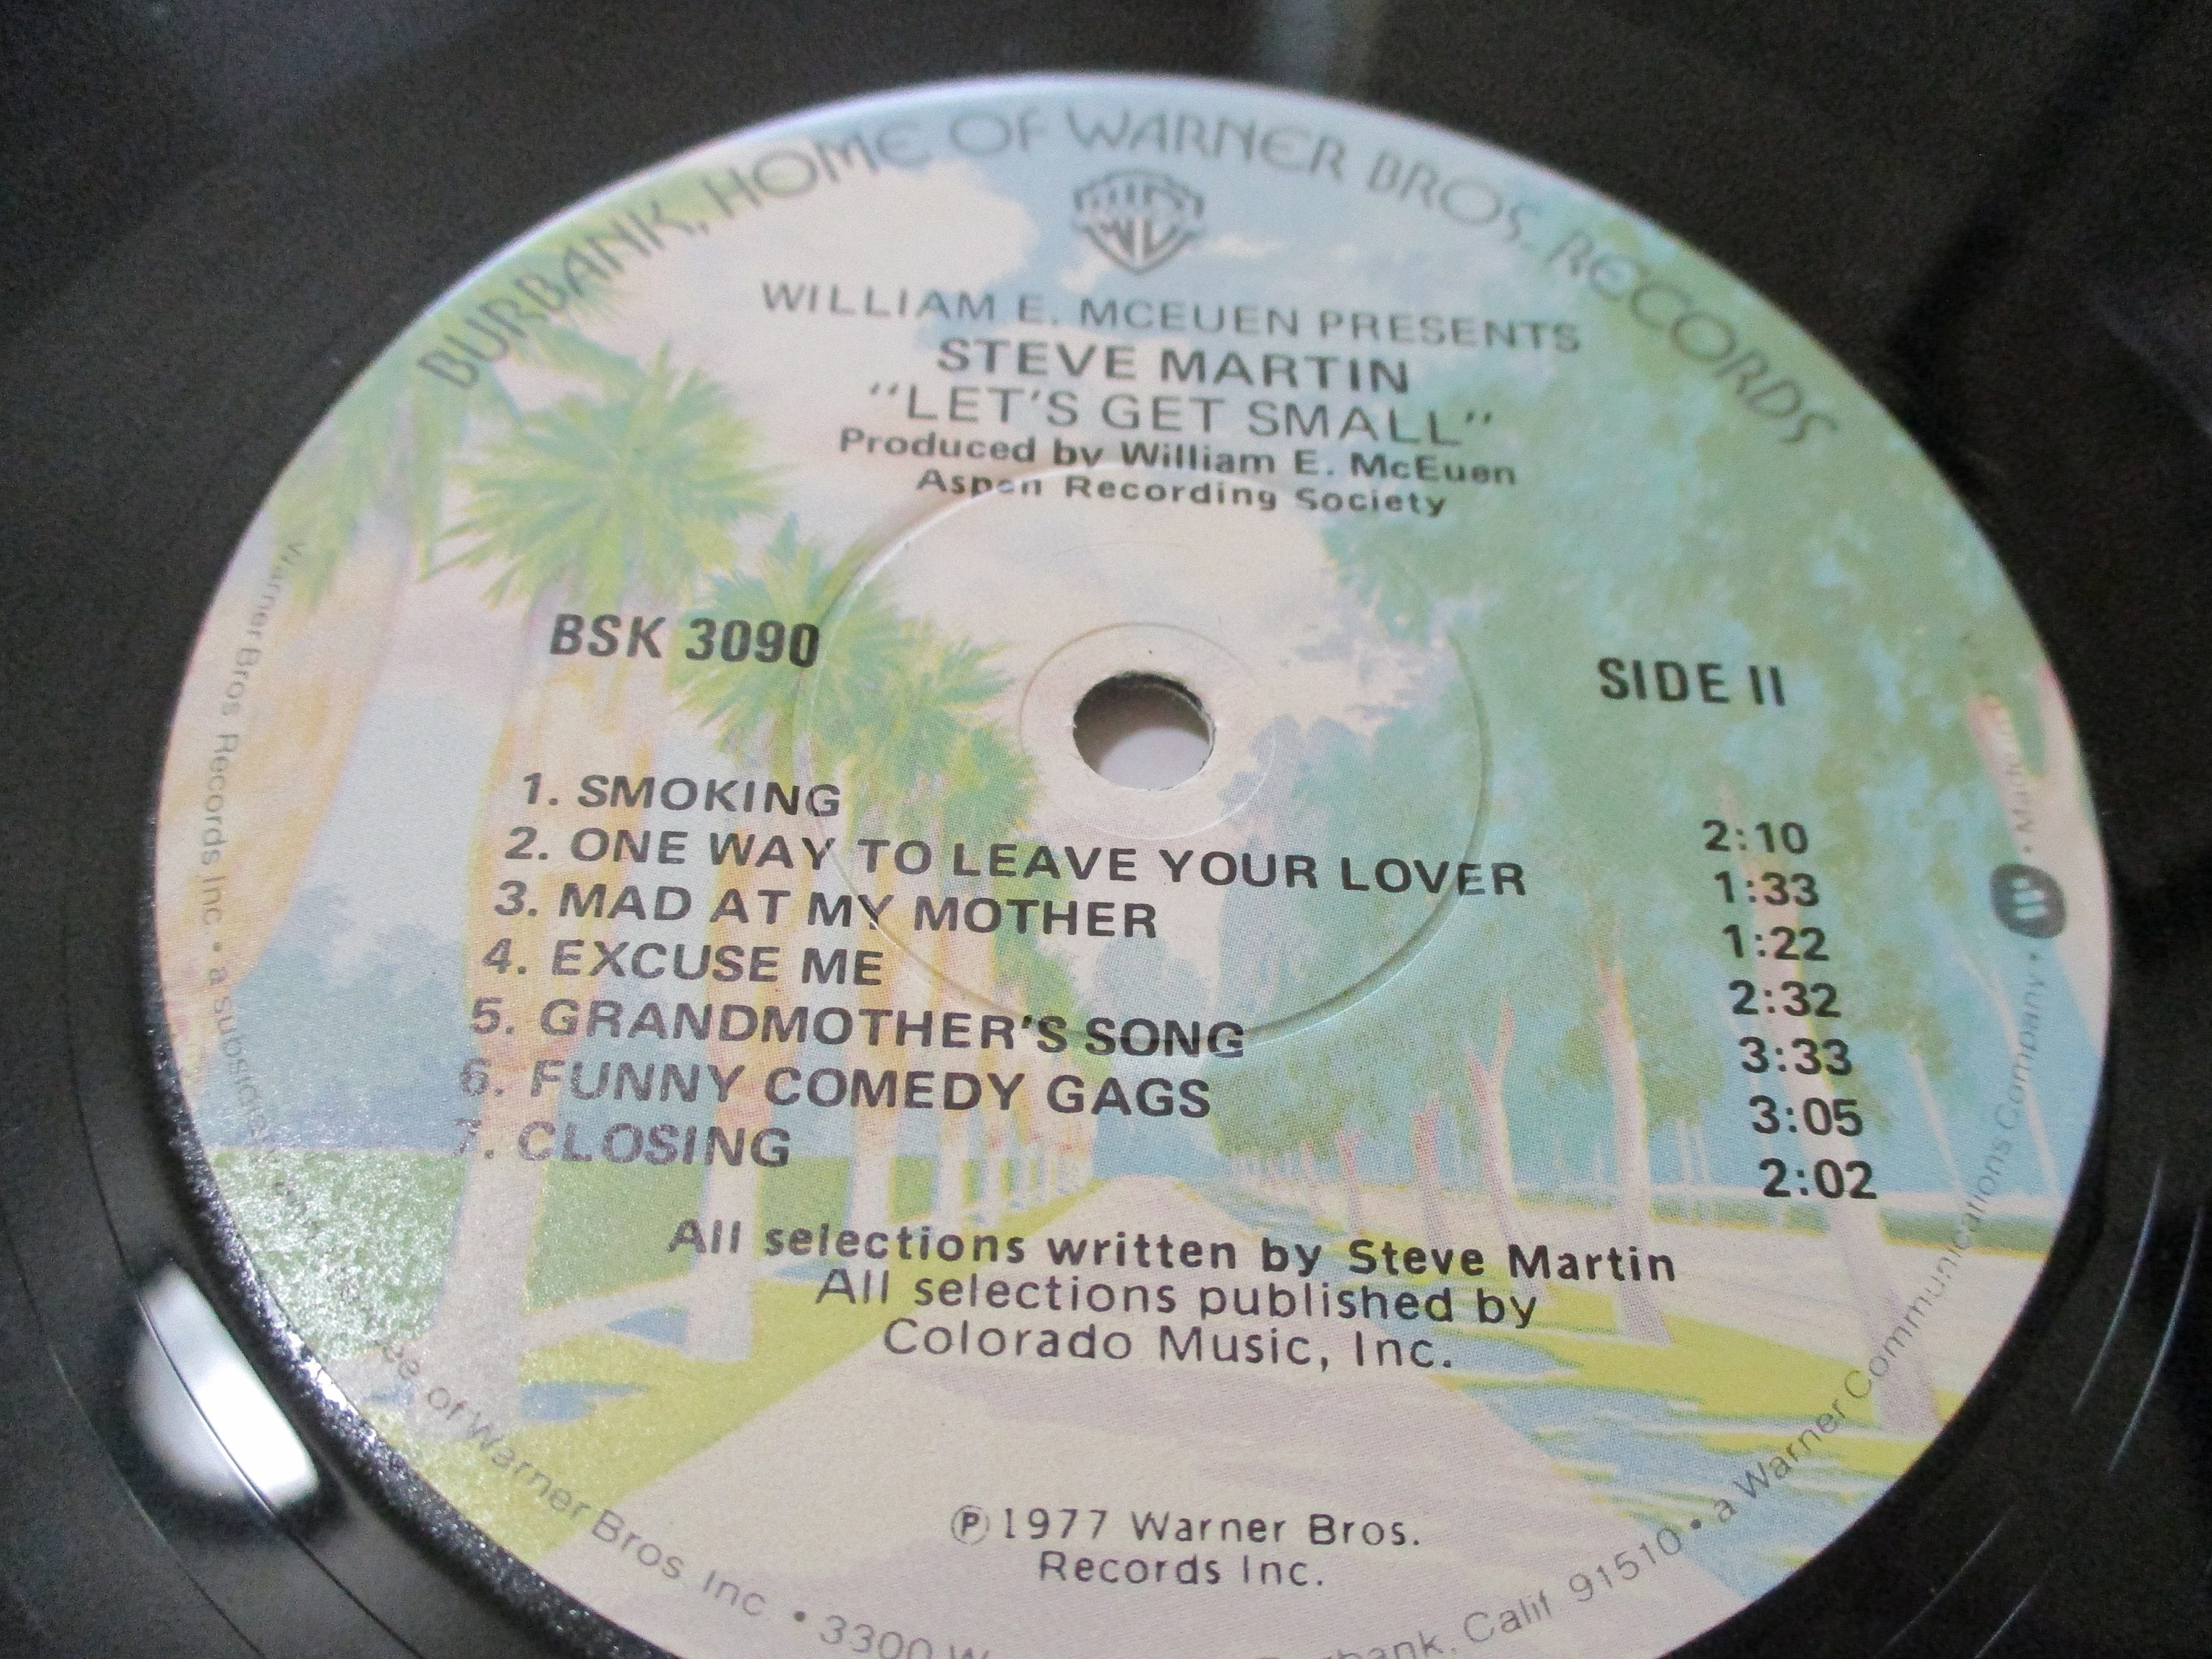 BURBANK, HOME OF WARNER BROS. RECORDS
WILLIAM E. MCEUEN PRESENTS
STEVE MARTIN
"LET'S GET SMALL"
Produced by William E. McEuen
Aspen Recording Society
BSK 3090
SIDE II
1. SMOKING 2:10
2. ONE WAY TO LEAVE YOUR LOVER 1:33
3. MAD AT MY MOTHER 1:22
4. EXCUSE ME 2:32
5. GRANDMOTHER'S SONG 3:33
6. FUNNY COMEDY GAGS 3:05
7. CLOSING 2:02
All selections written by Steve Martin
All selections published by
Colorado Music, Inc.
Ⓟ1977 Warner Bros.
Records Inc.
Warner Bros Records Inc. • a of Warner Bros Inc • 3300 Calif 91510 • a Warner Communications Company •